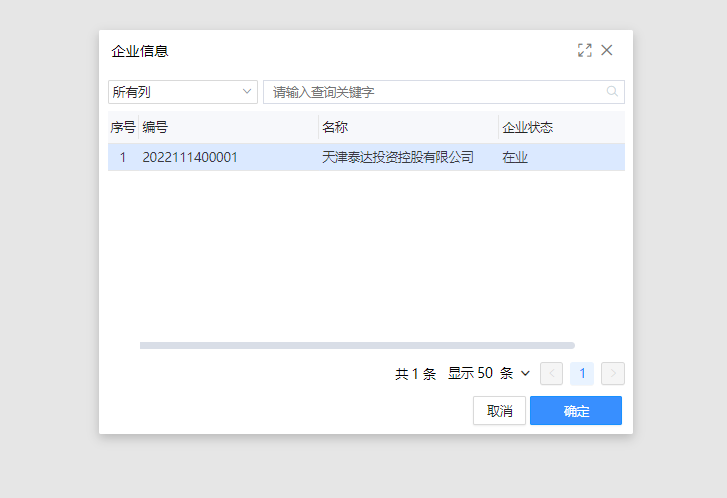 企业信息
所有列 请输入查询关键字
序号 编号 名称 企业状态
1 2022111400001 天津泰达投资控股有限公司 在业
共 1 条 显示 50 条 1
取消 确定